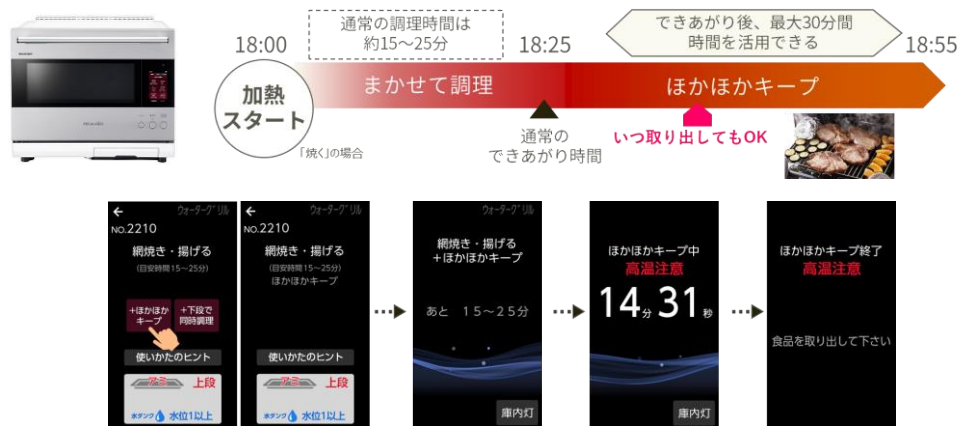 通常の調理時間は
約15～25分
できあがり後、最大30分間
時間を活用できる
18:00
18:25
18:55
加熱
スタート
まかせて調理
ほかほかキープ
「焼く」の場合
通常の
できあがり時間
いつ取り出してもOK
ウォーターグリル
NO.2210
網焼き・揚げる
(目安時間15～25分)
+ほかほか
キープ
+下段で
同時調理
使いかたのヒント
アミ 上段
水タンク 水位1以上
ウォーターグリル
NO.2210
網焼き・揚げる
(目安時間15～25分)
ほかほかキープ
使いかたのヒント
アミ 上段
水タンク 水位1以上
ウォーターグリル
網焼き・揚げる
+ほかほかキープ
あと 15～25分
庫内灯
ほかほかキープ中
高温注意
14分31秒
庫内灯
ほかほかキープ終了
高温注意
食品を取り出して下さい